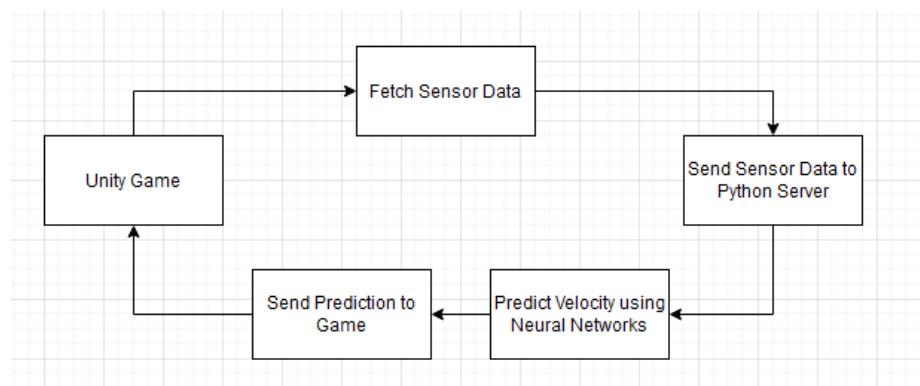 Fetch Sensor Data
Unity Game
Send Sensor Data to
Python Server
Send Prediction to
Game
Predict Velocity using
Neural Networks